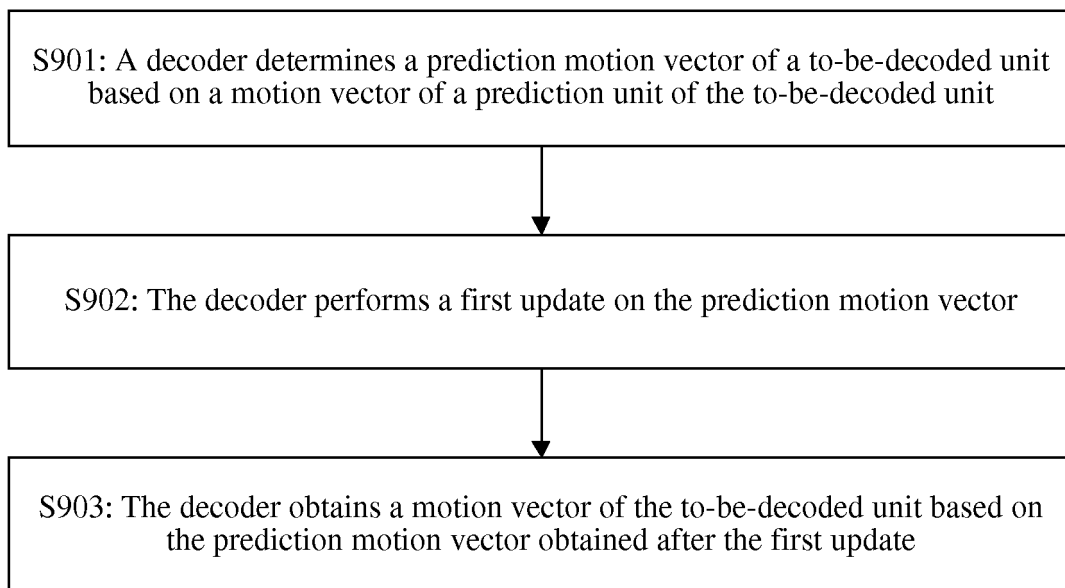 S901: A decoder determines a prediction motion vector of a to-be-decoded unit
based on a motion vector of a prediction unit of the to-be-decoded unit
S902: The decoder performs a first update on the prediction motion vector
S903: The decoder obtains a motion vector of the to-be-decoded unit based on
the prediction motion vector obtained after the first update